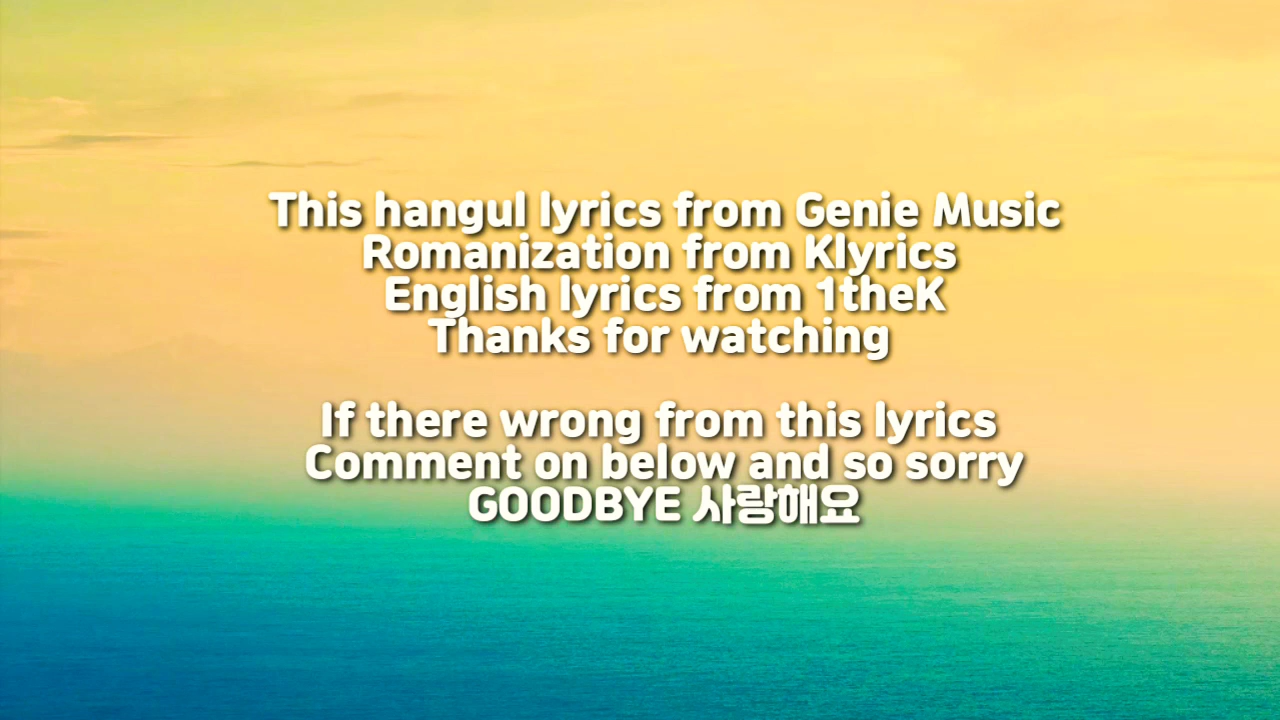 This hangul lyrics from Genie Music
Romanization from Klyrics
English lyrics from 1theK
Thanks for watching
If there wrong from this lyrics
Comment on below and so sorry
GOODBYE 사랑해요